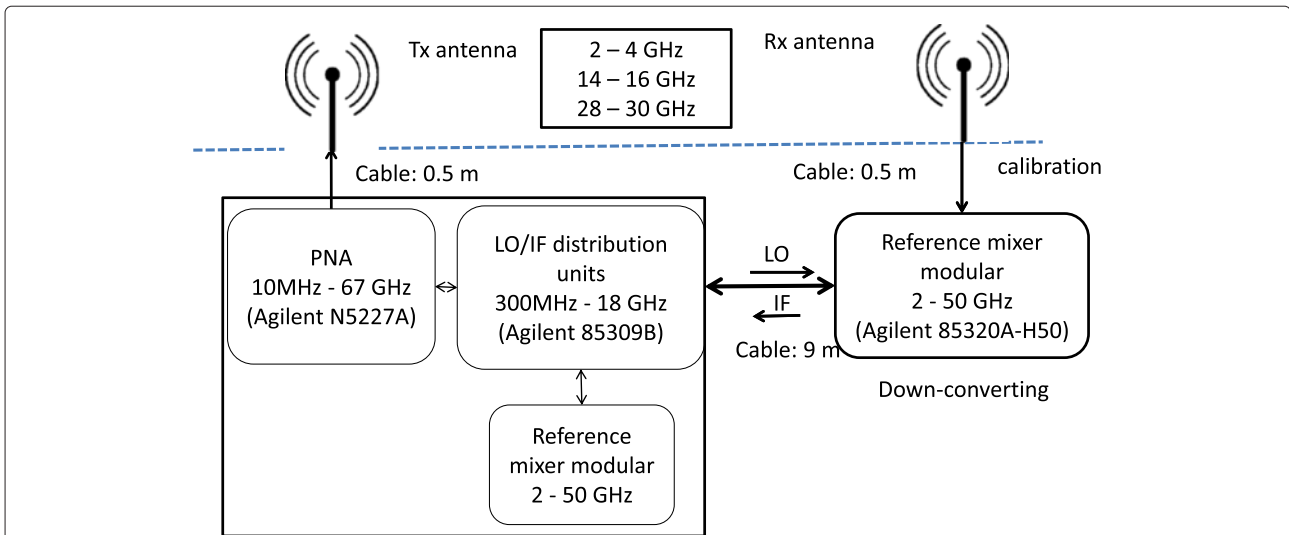 Tx antenna
2 – 4 GHz
14 – 16 GHz
28 – 30 GHz
Rx antenna
Cable: 0.5 m
Cable: 0.5 m
calibration
PNA
10MHz - 67 GHz
(Agilent N5227A)
LO/IF distribution
units
300MHz - 18 GHz
(Agilent 85309B)
LO
IF
Cable: 9 m
Reference mixer
modular
2 - 50 GHz
(Agilent 85320A-H50)
Down-converting
Reference
mixer modular
2 - 50 GHz